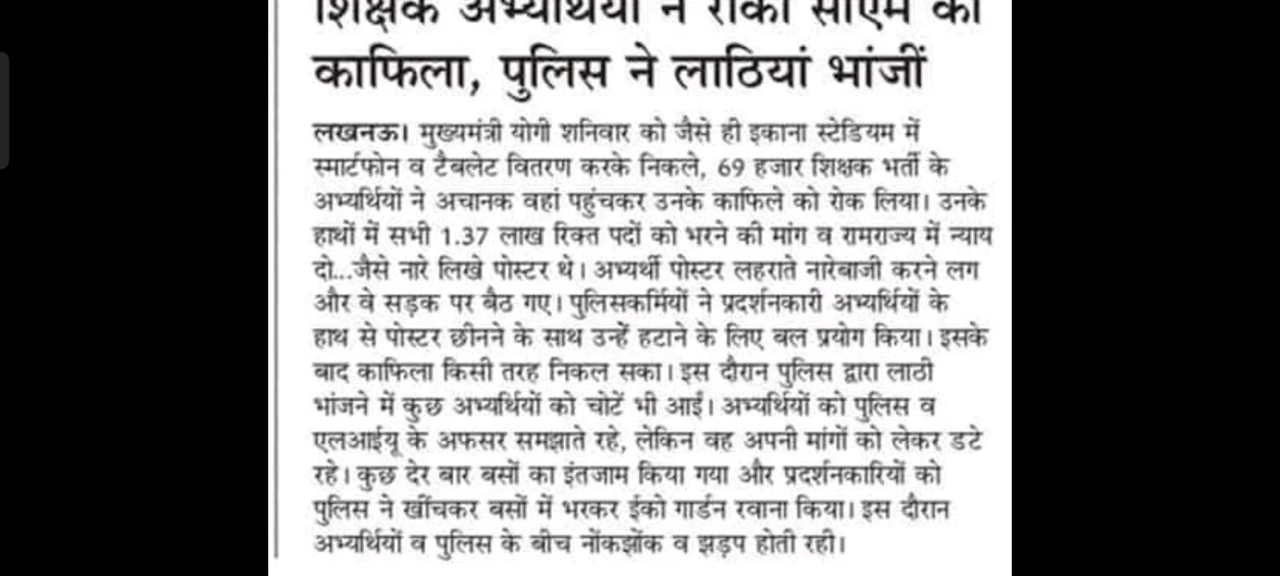 शिक्षक अभ्यर्थियों ने रोका सीएम का
काफिला, पुलिस ने लाठियां भांजीं
लखनऊ। मुख्यमंत्री योगी शनिवार को जैसे ही इकाना स्टेडियम में
स्मार्टफोन व टैबलेट वितरण करके निकले, 69 हजार शिक्षक भर्ती के
अभ्यर्थियों ने अचानक वहां पहुंचकर उनके काफिले को रोक लिया। उनके
हाथों में सभी 1.37 लाख रिक्त पदों को भरने की मांग व रामराज्य में न्याय
दो...जैसे नारे लिखे पोस्टर थे। अभ्यर्थी पोस्टर लहराते नारेबाजी करने लग
और वे सड़क पर बैठ गए। पुलिसकर्मियों ने प्रदर्शनकारी अभ्यर्थियों के
हाथ से पोस्टर छीनने के साथ उन्हें हटाने के लिए बल प्रयोग किया। इसके
बाद काफिला किसी तरह निकल सका। इस दौरान पुलिस द्वारा लाठी
भांजने में कुछ अभ्यर्थियों को चोटें भी आईं। अभ्यर्थियों को पुलिस व
एलआईयू के अफसर समझाते रहे, लेकिन वह अपनी मांगों को लेकर डटे
रहे। कुछ देर बार बसों का इंतजाम किया गया और प्रदर्शनकारियों को
पुलिस ने खींचकर बसों में भरकर ईको गार्डन रवाना किया। इस दौरान
अभ्यर्थियों व पुलिस के बीच नोंकझोंक व झड़प होती रही।